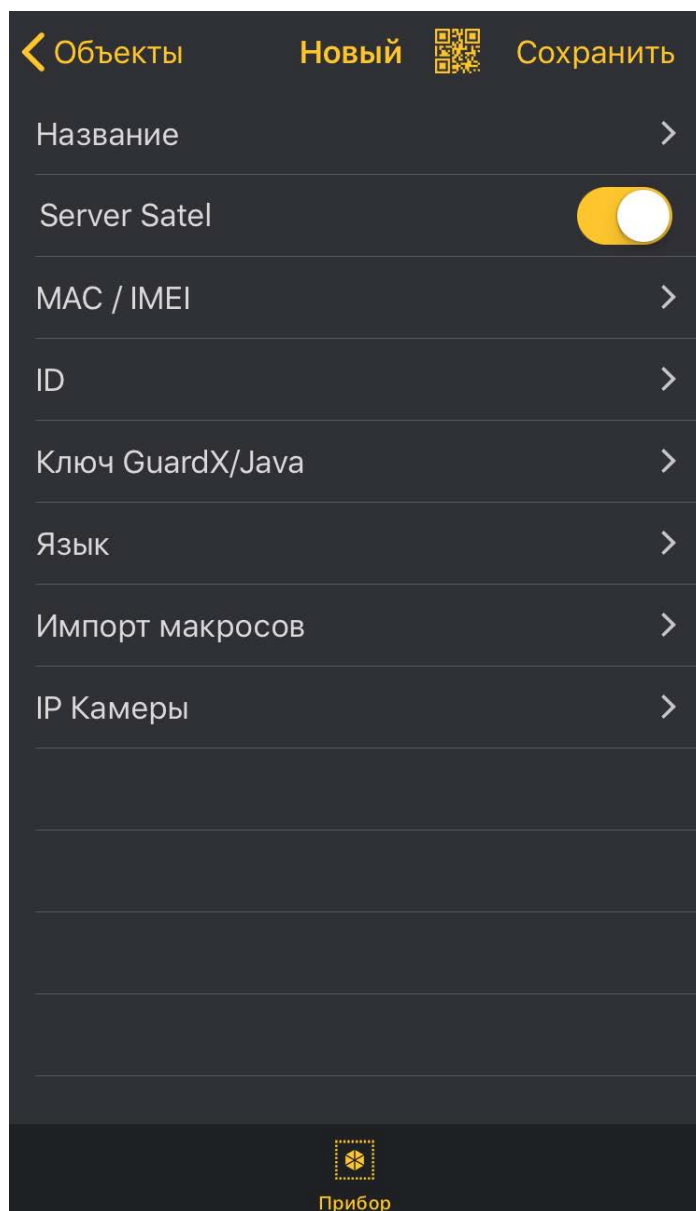 Объекты Новый Сохранить
Название
Server Satel
MAC / IMEI
ID
Ключ GuardX/Java
Язык
Импорт макросов
IP Камеры
Прибор